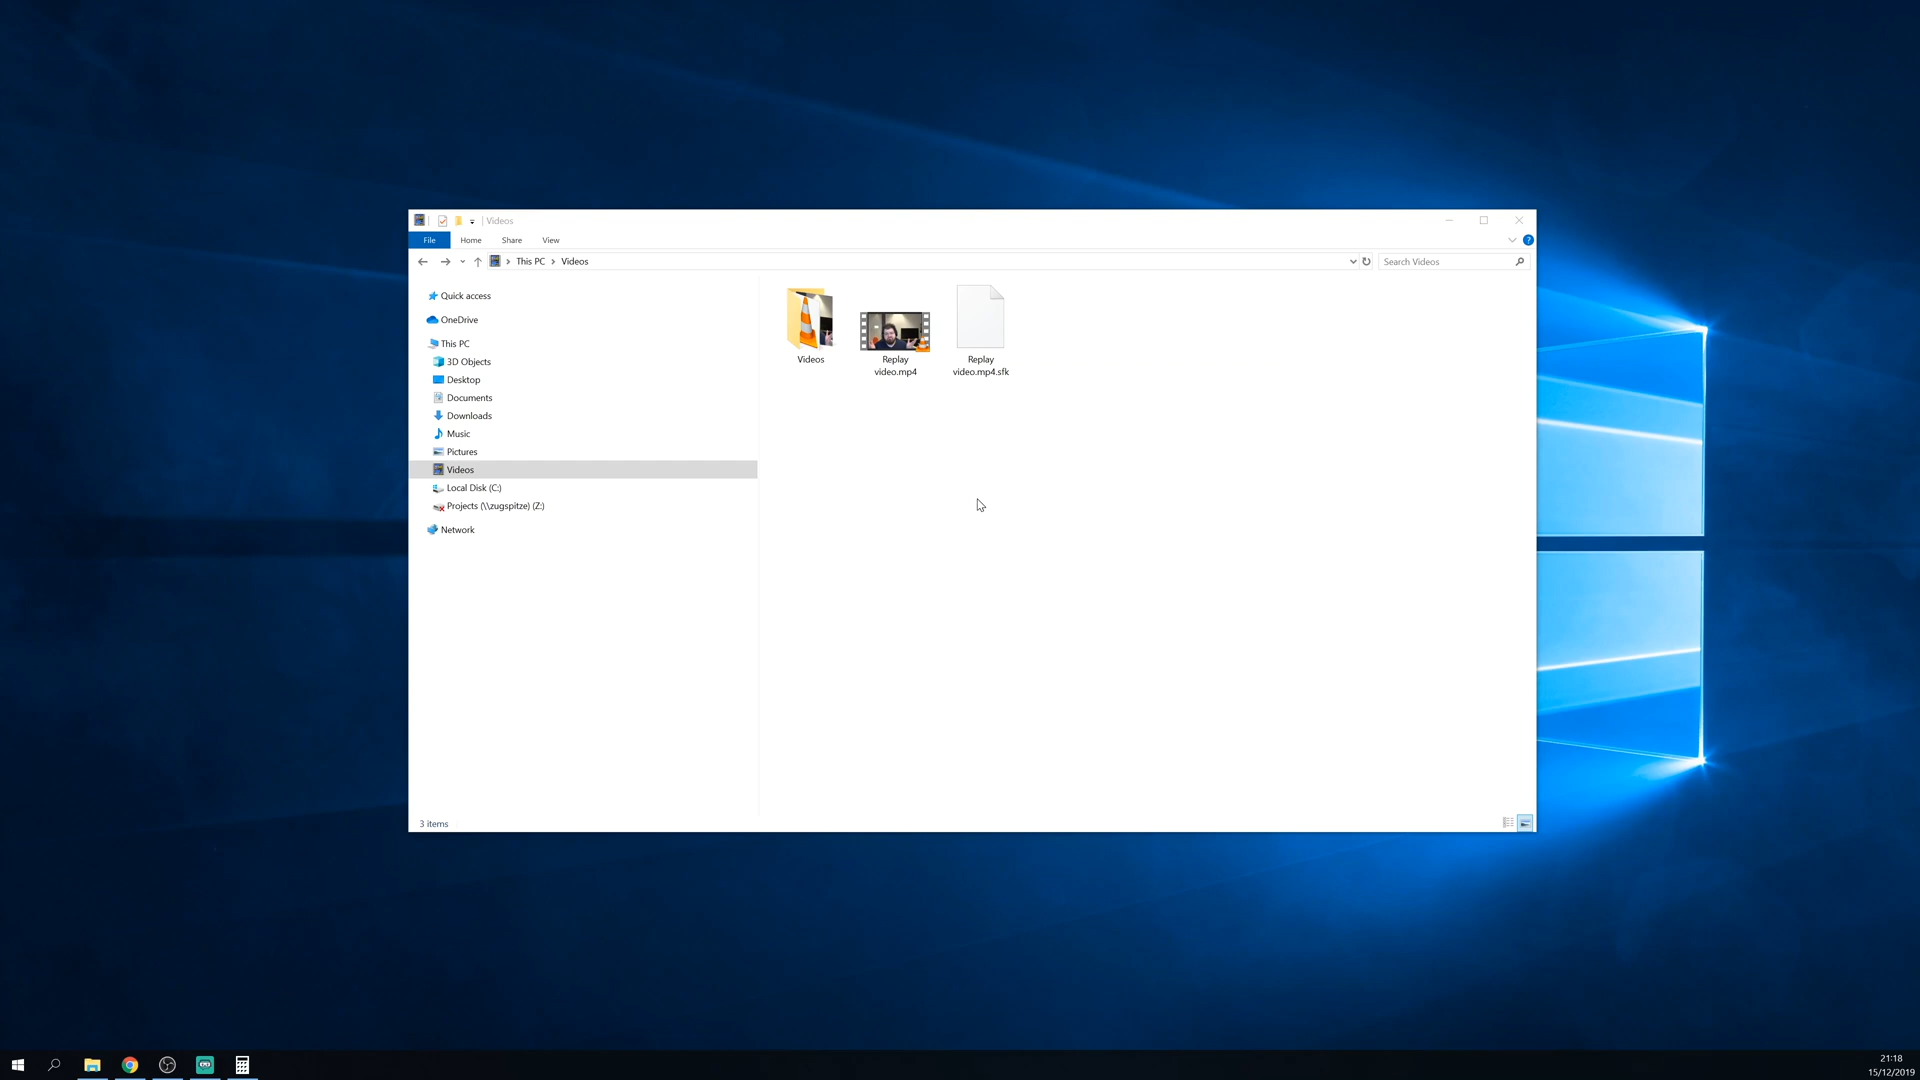 Videos
File Home Share View
This PC Videos
Search Videos
Quick access
OneDrive
This PC
3D Objects
Desktop
Documents
Downloads
Music
Pictures
Videos
Local Disk (C:)
Projects (\\zugspitze) (Z:)
Network
Videos
Replay
video.mp4
Replay
video.mp4.sfk
3 items
21:18
15/12/2019